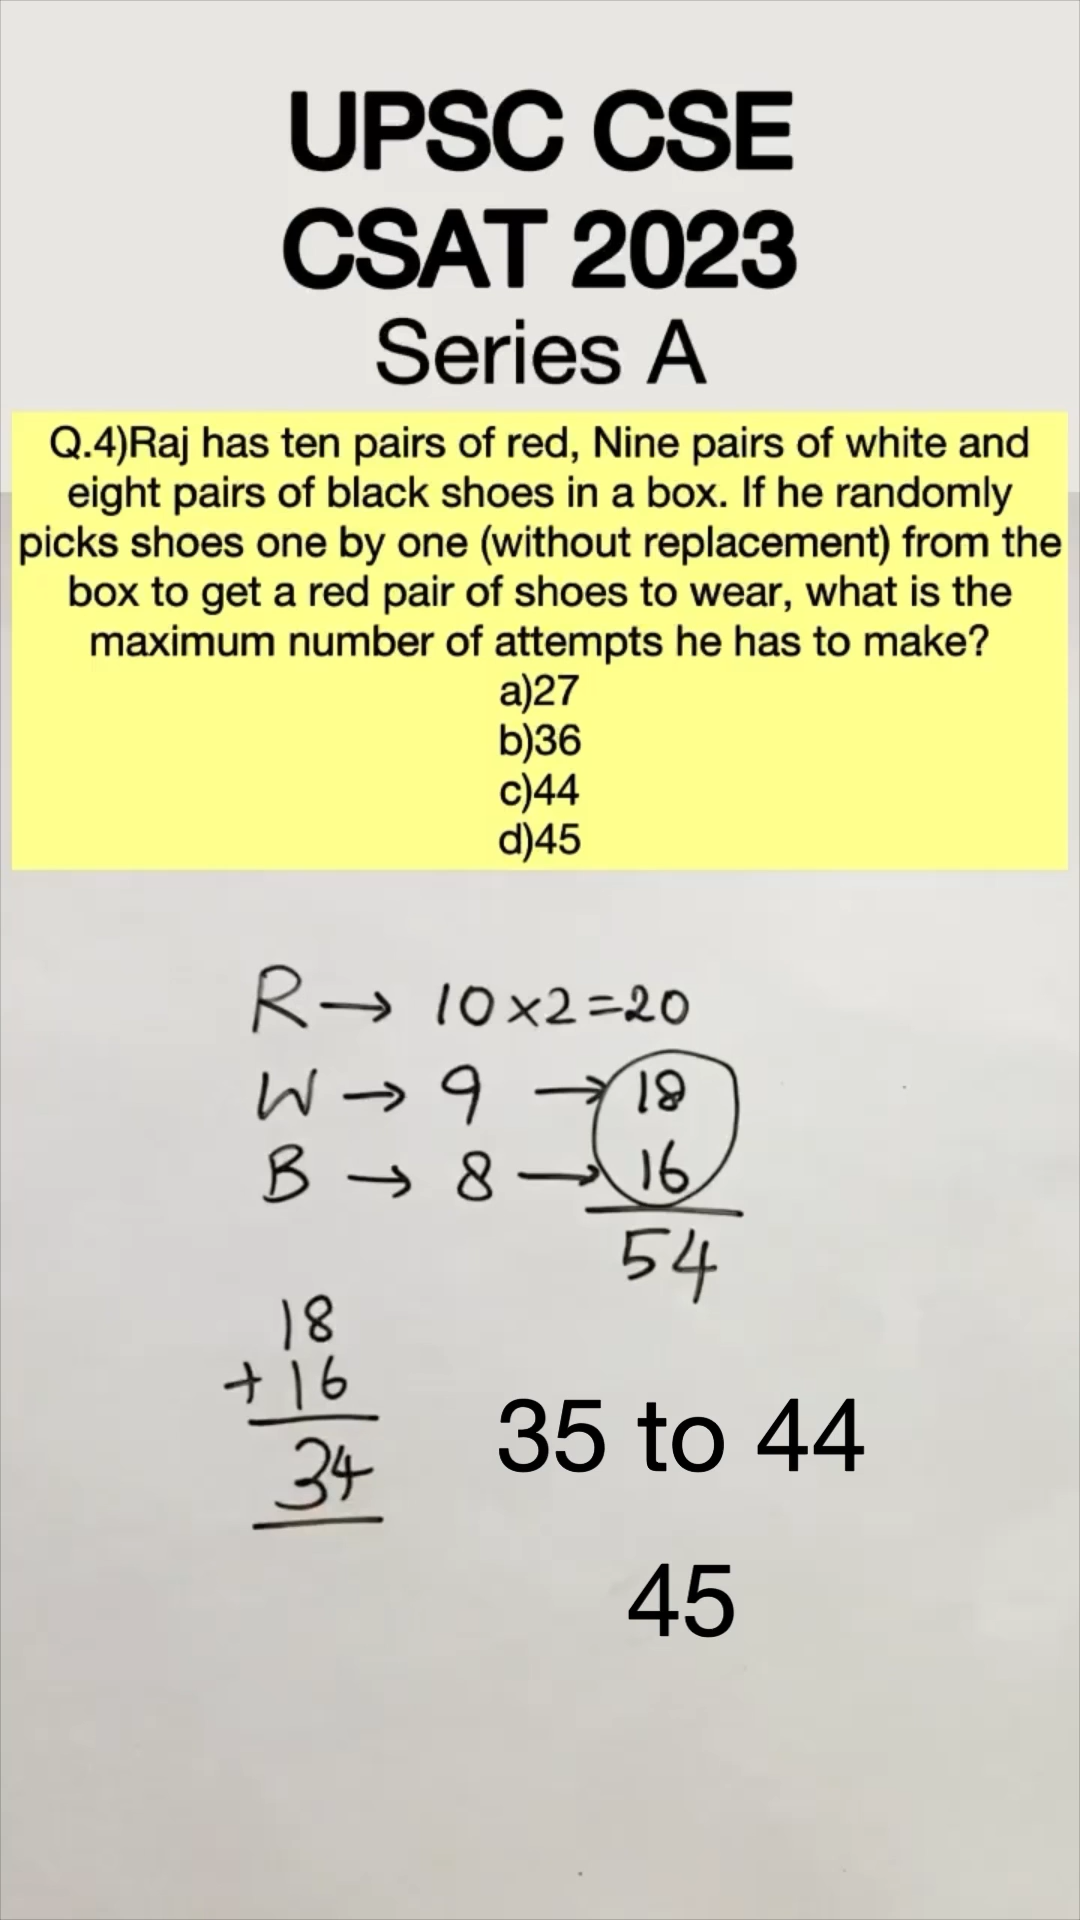 UPSC CSE
CSAT 2023
Series A
Q.4)Raj has ten pairs of red, Nine pairs of white and
eight pairs of black shoes in a box. If he randomly
picks shoes one by one (without replacement) from the
box to get a red pair of shoes to wear, what is the
maximum number of attempts he has to make?
a)27
b)36
c)44
d)45
R → 10 x2=20
W → 9 → 18
B → 8 → 16
54
18
+ 16
34
35 to 44
45